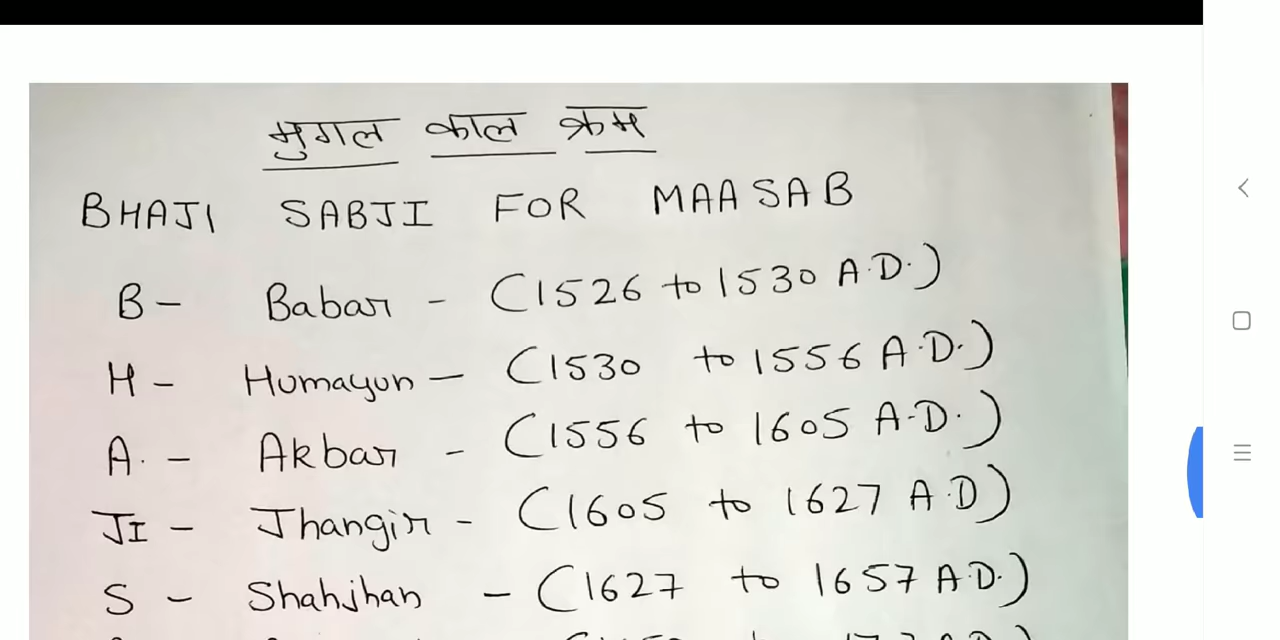 मुगल काल क्रम
BHAJI SABJI FOR MAASAB
B- Babar - (1526 to 1530 A.D.)
H- Humayun - (1530 to 1556 A.D.)
A. - Akbar - (1556 to 1605 A.D.)
JI - Jhangir - (1605 to 1627 A.D)
S - Shahjhan - (1627 to 1657 A.D.)